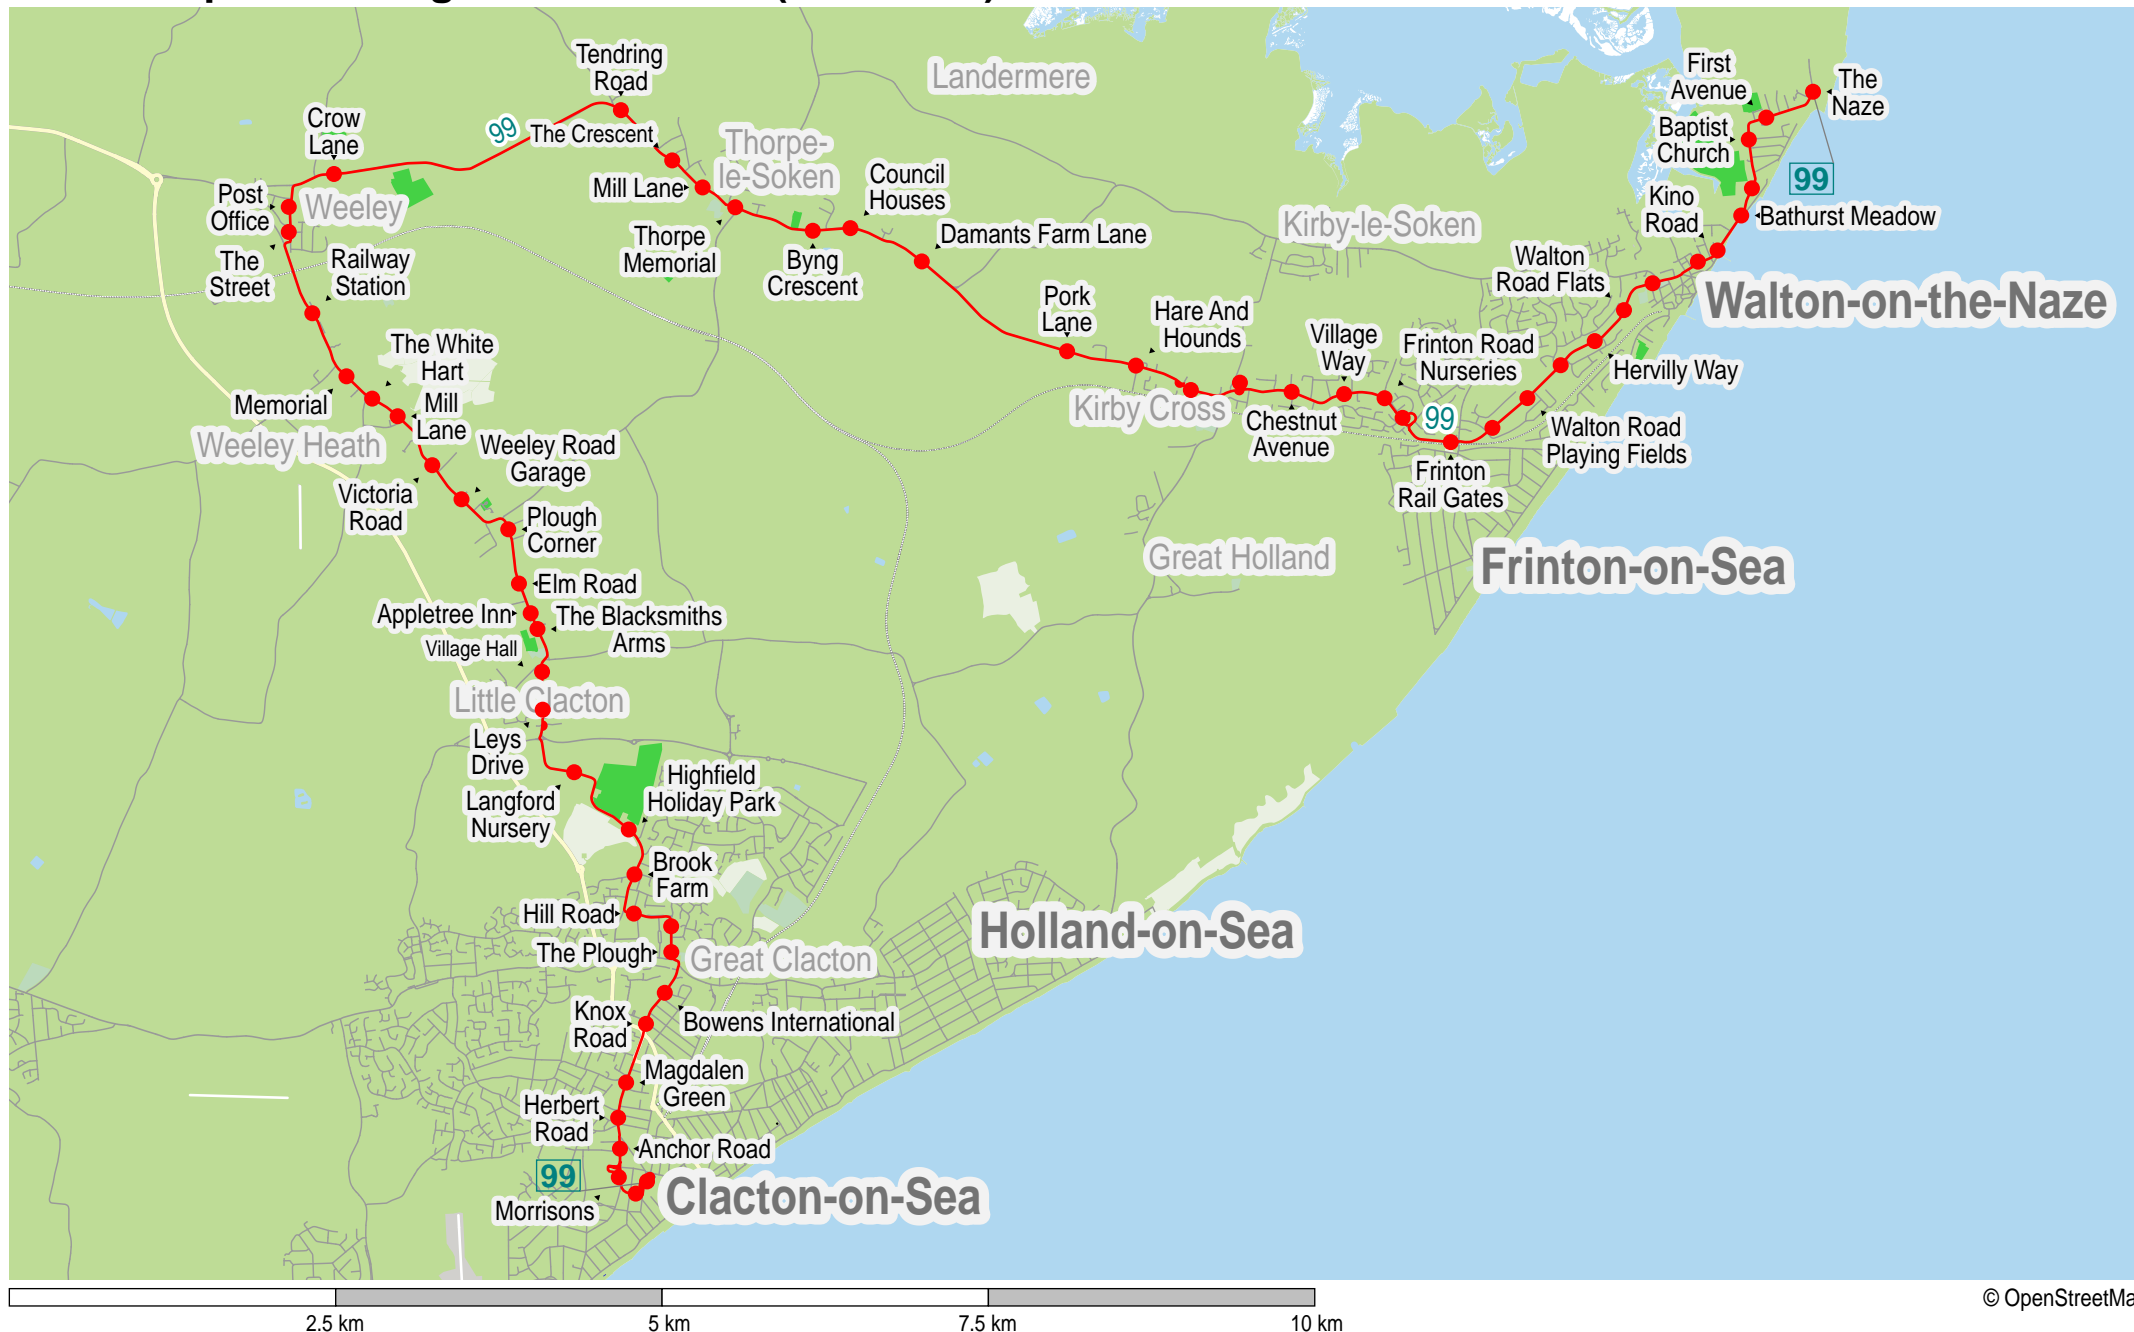 Tendring
Road
Landermere
First
Avenue
The
Naze
Crow
Lane
99
The Crescent
Thorpe-
le-Soken
Baptist
Church
99
Post
Office
Weeley
Mill Lane
Council
Houses
Kino
Road
Bathurst Meadow
Kirby-le-Soken
Thorpe
Memorial
Damants Farm Lane
The
Street
Railway
Station
Byng
Crescent
Walton
Road Flats
Walton-on-the-Naze
Pork
Lane
Hare And
Hounds
Village
Way
Frinton Road
Nurseries
The White
Hart
Hervilly Way
Memorial
Mill
Lane
Kirby Cross
Chestnut
Avenue
99
Walton Road
Playing Fields
Weeley Heath
Weeley Road
Garage
Frinton
Rail Gates
Victoria
Road
Plough
Corner
Great Holland
Frinton-on-Sea
Elm Road
Appletree Inn
The Blacksmiths
Arms
Village Hall
Little Clacton
Leys
Drive
Highfield
Holiday Park
Langford
Nursery
Brook
Farm
Hill Road
Holland-on-Sea
The Plough
Great Clacton
Knox
Road
Bowens International
Magdalen
Green
Herbert
Road
Anchor Road
99
Clacton-on-Sea
Morrisons
2.5 km
5 km
7.5 km
10 km
© OpenStreetMa